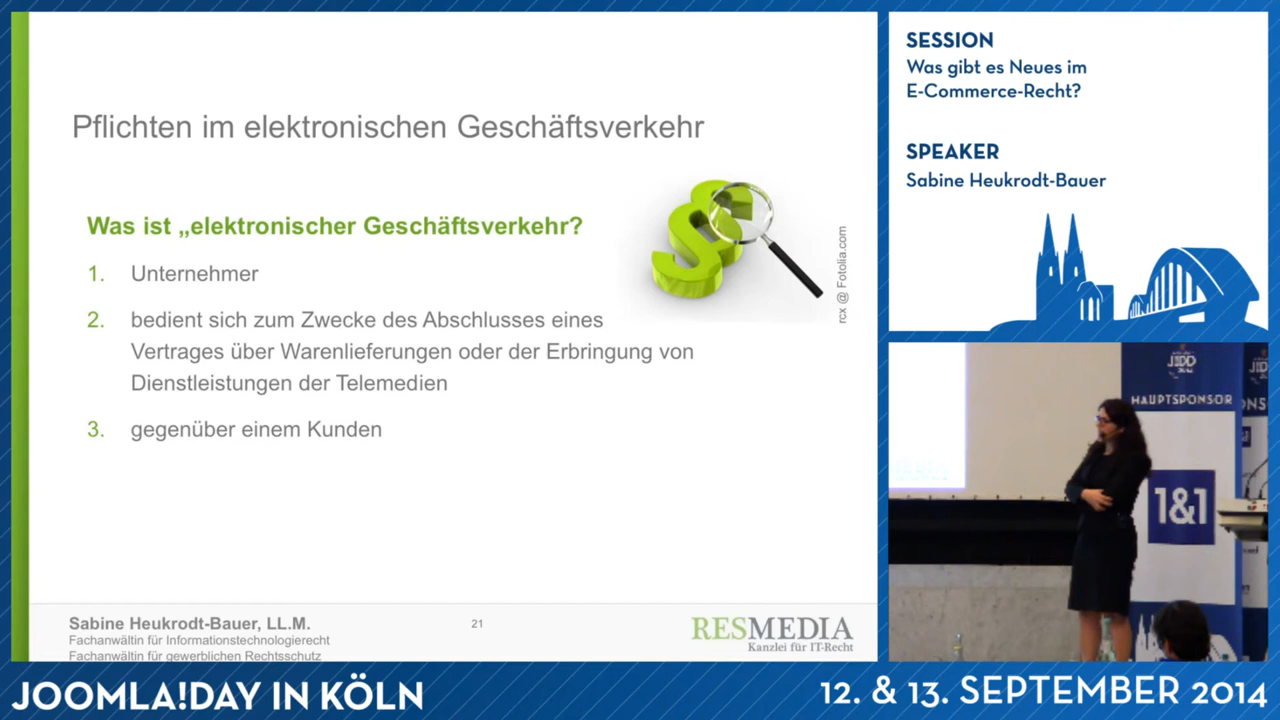 Pflichten im elektronischen Geschäftsverkehr
Was ist „elektronischer Geschäftsverkehr?
1. Unternehmer
2. bedient sich zum Zwecke des Abschlusses eines
Vertrages über Warenlieferungen oder der Erbringung von
Dienstleistungen der Telemedien
3. gegenüber einem Kunden
rcx @ Fotolia.com
Sabine Heukrodt-Bauer, LL.M.
Fachanwältin für Informationstechnologierecht
Fachanwältin für gewerblichen Rechtsschutz
21
RESMEDIA
Kanzlei für IT-Recht
SESSION
Was gibt es Neues im
E-Commerce-Recht?
SPEAKER
Sabine Heukrodt-Bauer
HAUPTSPONSOR
1&1
JOOMLA!DAY IN KÖLN
12. & 13. SEPTEMBER 2014